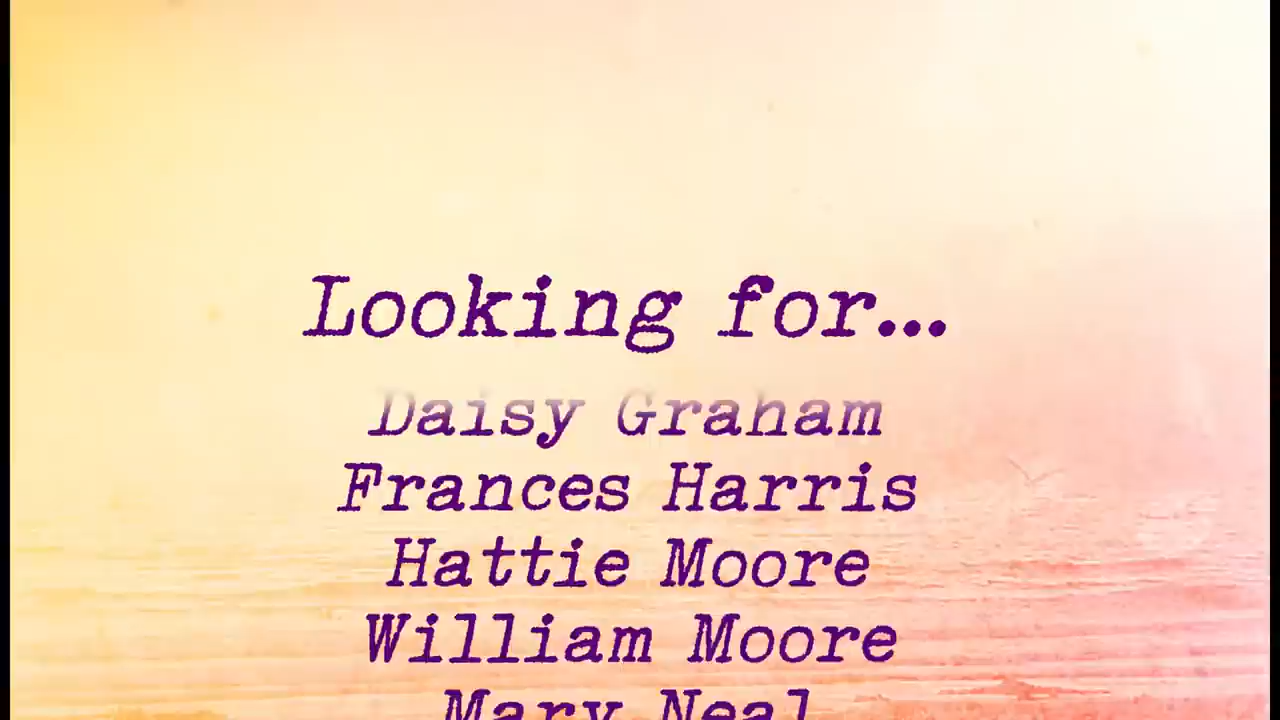 Looking for...
Daisy Graham
Frances Harris
Hattie Moore
William Moore
Mary Neal